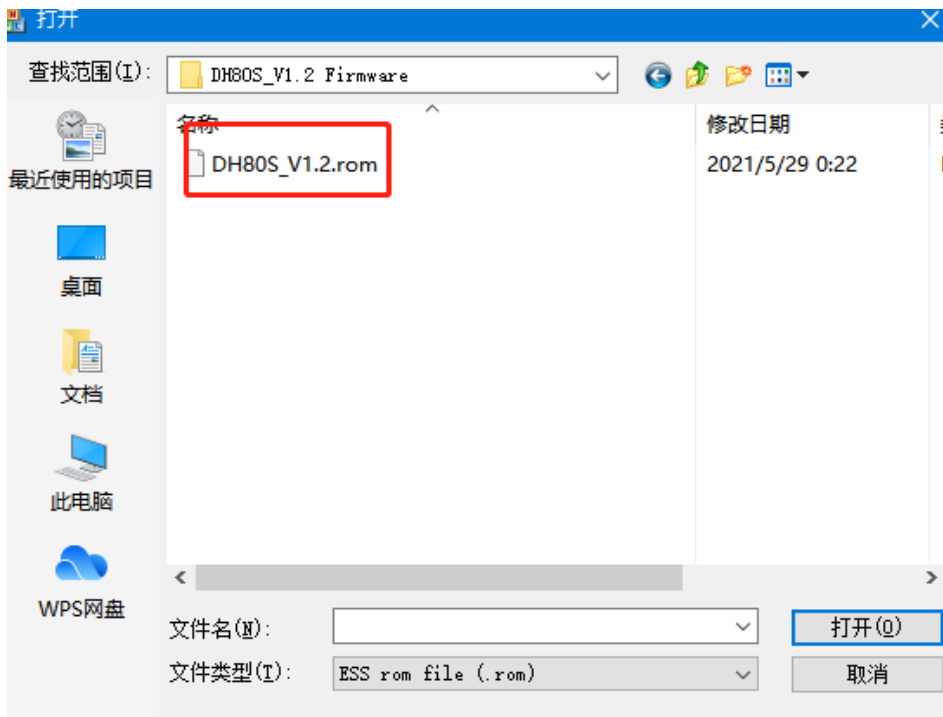 打开
查找范围(I): DH80S_V1.2 Firmware
名称 修改日期
DH80S_V1.2.rom 2021/5/29 0:22
最近使用的项目
桌面
文档
此电脑
WPS网盘
文件名(N): 打开(O)
文件类型(T): ESS rom file (.rom) 取消